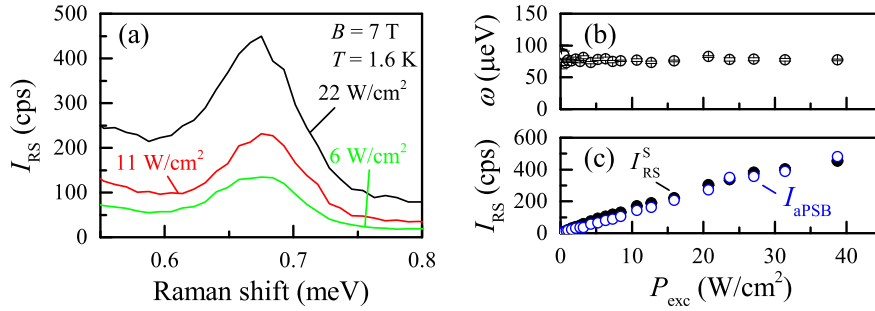 (a)
B = 7 T
T = 1.6 K
22 W/cm²
11 W/cm²
6 W/cm²
I_RS (cps)
500
400
300
200
100
0
0.6
0.7
0.8
Raman shift (meV)
(b)
ω (μeV)
150
100
50
0
(c)
I_RS (cps)
600
400
200
0
I^S_RS
I_aPSB
0
10
20
30
40
P_exc (W/cm²)